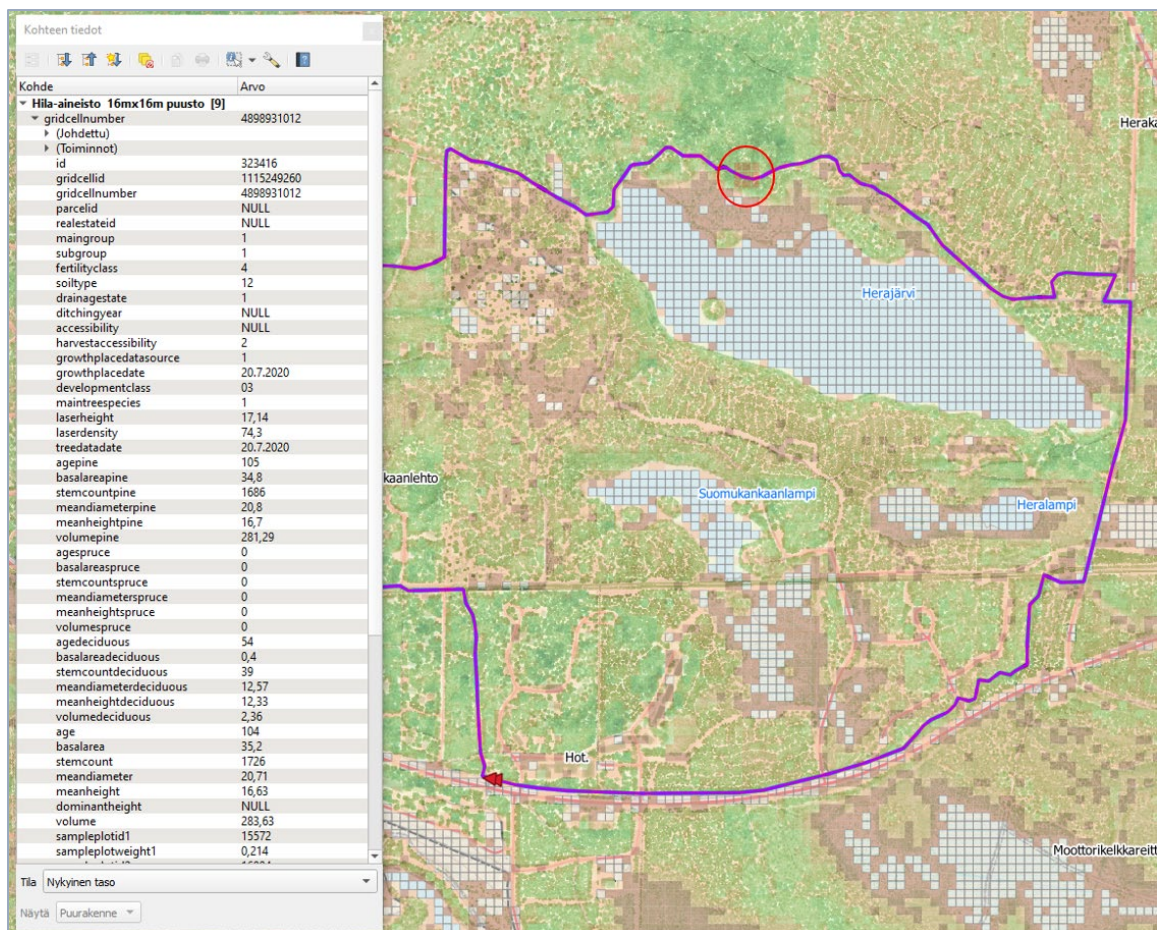 Kohteen tiedot
Kohde Arvo
Hila-aineisto 16mx16m puusto [9]
gridcellnumber 4898931012
(Johdettu)
(Toiminnot)
id 323416
gridcellid 1115249260
gridcellnumber 4898931012
parcelid NULL
realestateid NULL
maingroup 1
subgroup 1
fertilityclass 4
soiltype 12
drainagestate 1
ditchingyear NULL
accessibility NULL
harvestaccessibility 2
growthplacedatasource 1
growthplacedate 20.7.2020
developmentclass 03
maintreespecies 1
laserheight 17,14
laserdensity 74,3
treedatadate 20.7.2020
agepine 105
basalareapine 34,8
stemcountpine 1686
meandiameterpine 20,8
meanheightpine 16,7
volumepine 281,29
agespruce 0
basalareaspruce 0
stemcountspruce 0
meandiameterspruce 0
meanheightspruce 0
volumespruce 0
agedeciduous 54
basalareadeciduous 0,4
stemcountdeciduous 39
meandiameterdeciduous 12,57
meanheightdeciduous 12,33
volumedeciduous 2,36
age 104
basalarea 35,2
stemcount 1726
meandiameter 20,71
meanheight 16,63
dominantheight NULL
volume 283,63
sampleplotid1 15572
sampleplotweight1 0,214
Tila Nykyinen taso
Näytä Puurakenne
Heraka
Herajärvi
kaanlehto
Suomukankaanlampi
Heralampi
Hot.
Moottorikelkkareitt